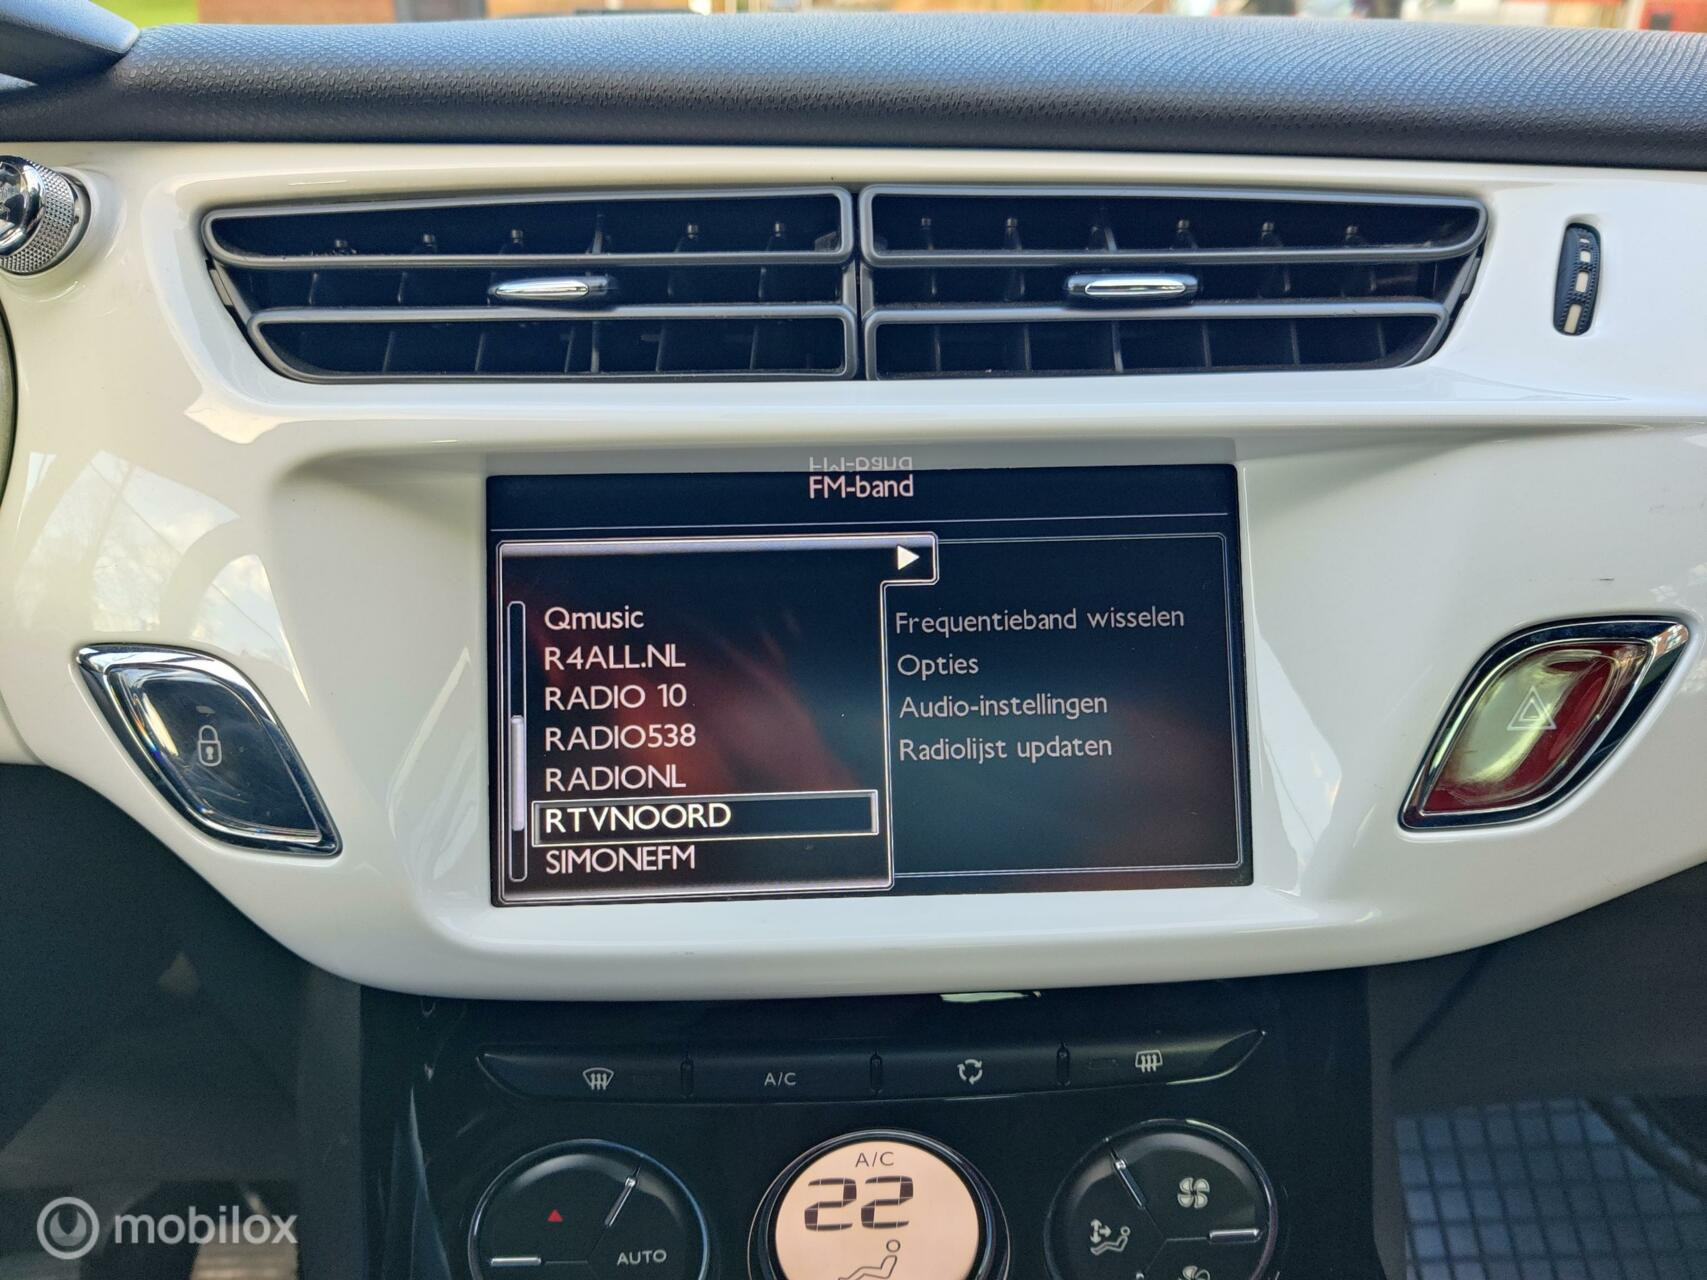 FM-band
Qmusic
R4ALL.NL
RADIO 10
RADIO538
RADIONL
RTVNOORD
SIMONEFM
Frequentieband wisselen
Opties
Audio-instellingen
Radiolijst updaten
A/C
A/C
22
AUTO
mobilox